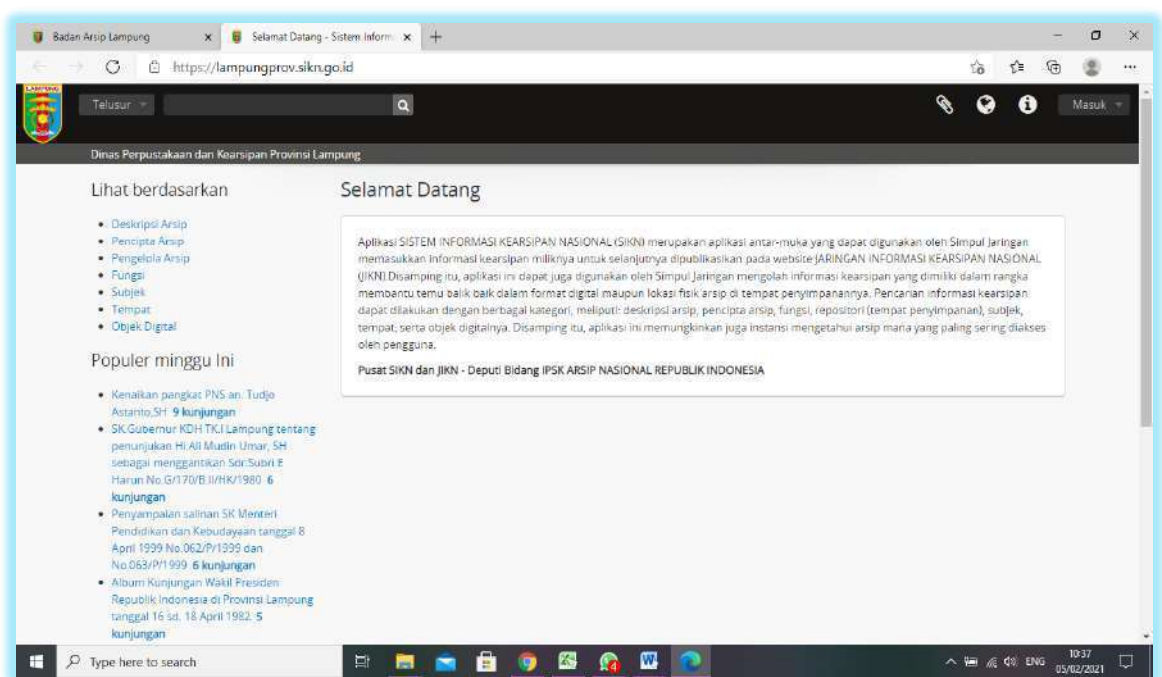 Badan Arsip Lampung
Selamat Datang - Sistem Inform
https://lampungprov.sikn.go.id
LAMPUNG
Telusur
Masuk
Dinas Perpustakaan dan Kearsipan Provinsi Lampung
Lihat berdasarkan
Deskripsi Arsip
Pencipta Arsip
Pengelola Arsip
Fungsi
Subjek
Tempat
Objek Digital
Populer minggu Ini
Kenaikan pangkat PNS an. Tudjo
Astanto,SH 9 kunjungan
SK.Gubernur KDH TK.I Lampung tentang
penunjukan Hi.Ali Mudin Umar, SH
sebagai menggantikan Sdr.Subri E
Harun No.G/170/B.II/HK/1980 6
kunjungan
Penyampaian salinan SK Menteri
Pendidikan dan Kebudayaan tanggal 8
April 1999 No.062/P/1999 dan
No.063/P/1999 6 kunjungan
Album Kunjungan Wakil Presiden
Republik Indonesia di Provinsi Lampung
tanggal 16 sd. 18 April 1982 5
kunjungan
Selamat Datang
Aplikasi SISTEM INFORMASI KEARSIPAN NASIONAL (SIKN) merupakan aplikasi antar-muka yang dapat digunakan oleh Simpul Jaringan
memasukkan informasi kearsipan miliknya untuk selanjutnya dipublikasikan pada website JARINGAN INFORMASI KEARSIPAN NASIONAL
(JIKN).Disamping itu, aplikasi ini dapat juga digunakan oleh Simpul Jaringan mengolah informasi kearsipan yang dimiliki dalam rangka
membantu temu balik baik dalam format digital maupun lokasi fisik arsip di tempat penyimpanannya. Pencarian informasi kearsipan
dapat dilakukan dengan berbagai kategori, meliputi: deskripsi arsip, pencipta arsip, fungsi, repositori (tempat penyimpanan), subjek,
tempat, serta objek digitalnya. Disamping itu, aplikasi ini memungkinkan juga instansi mengetahui arsip mana yang paling sering diakses
oleh pengguna.
Pusat SIKN dan JIKN - Deputi Bidang IPSK ARSIP NASIONAL REPUBLIK INDONESIA
Type here to search
ENG
10:37
05/02/2021